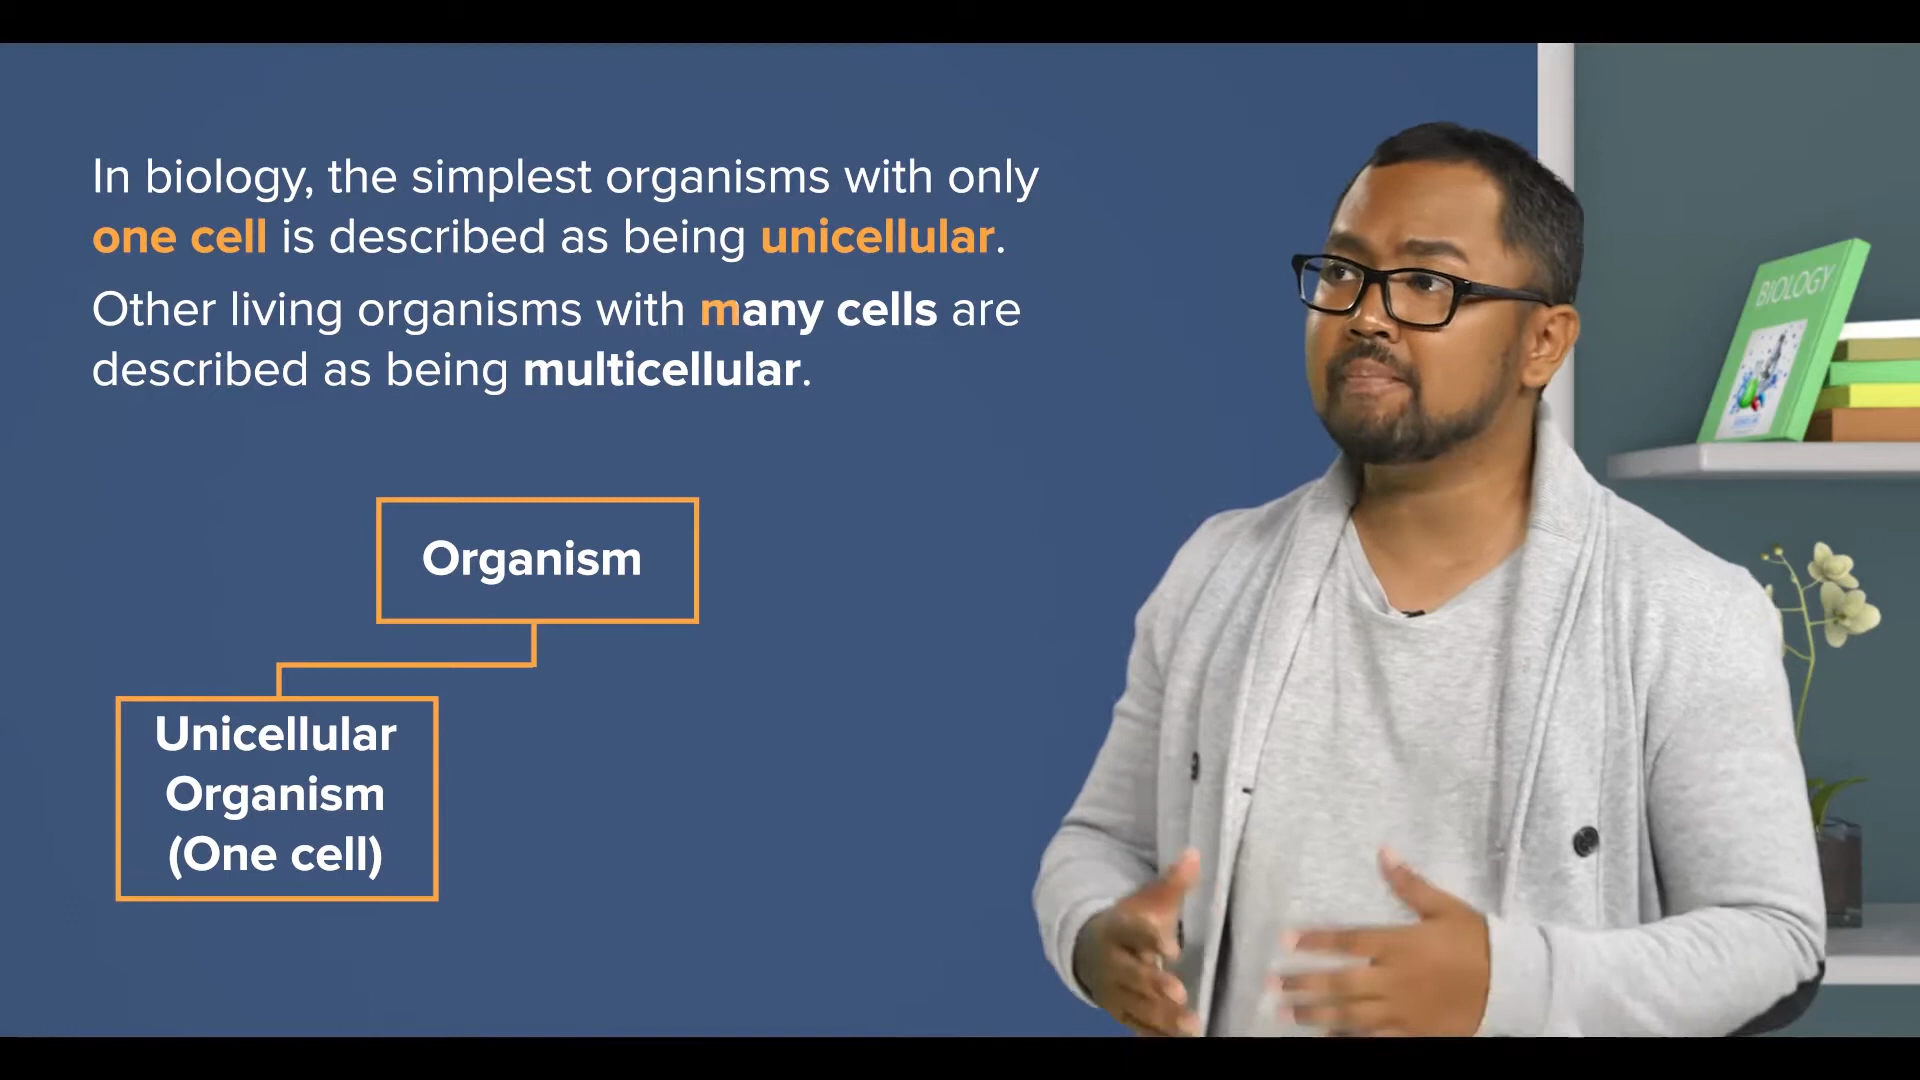 In biology, the simplest organisms with only
one cell is described as being unicellular.
Other living organisms with many cells are
described as being multicellular.
Organism
Unicellular
Organism
(One cell)
BIOLOGY